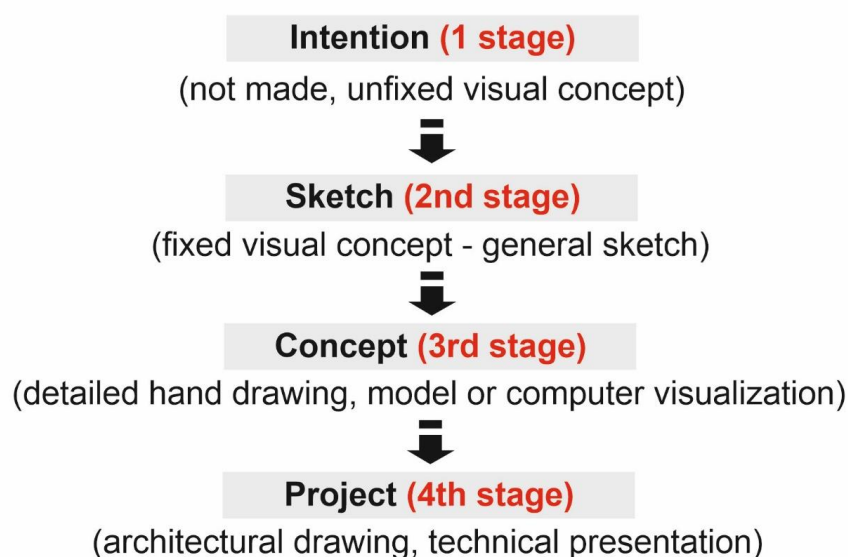 Intention (1 stage)
(not made, unfixed visual concept)
Sketch (2nd stage)
(fixed visual concept - general sketch)
Concept (3rd stage)
(detailed hand drawing, model or computer visualization)
Project (4th stage)
(architectural drawing, technical presentation)